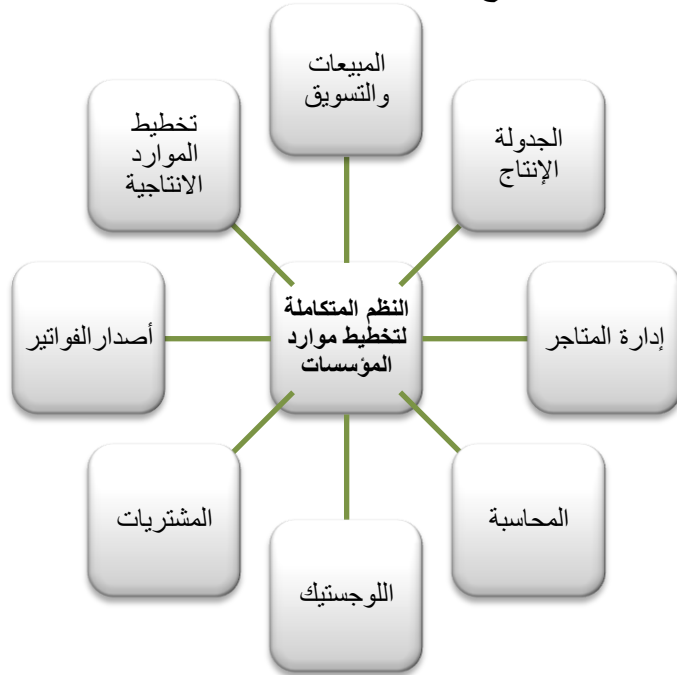 المبيعات
والتسويق
الجدولة
الإنتاج
إدارة المتاجر
المحاسبة
اللوجستيك
المشتريات
أصدار الفواتير
تخطيط
الموارد
الانتاجية
النظم المتكاملة
لتخطيط موارد
المؤسسات